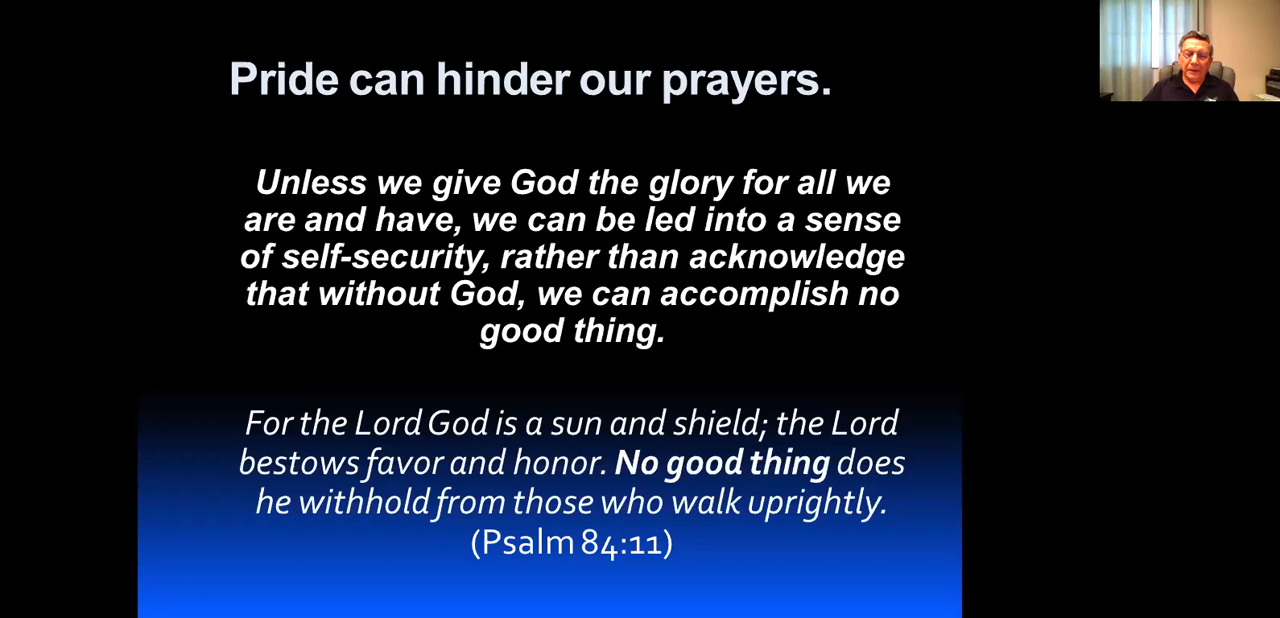 Pride can hinder our prayers.
Unless we give God the glory for all we
are and have, we can be led into a sense
of self-security, rather than acknowledge
that without God, we can accomplish no
good thing.
For the Lord God is a sun and shield; the Lord
bestows favor and honor. No good thing does
he withhold from those who walk uprightly.
(Psalm 84:11)